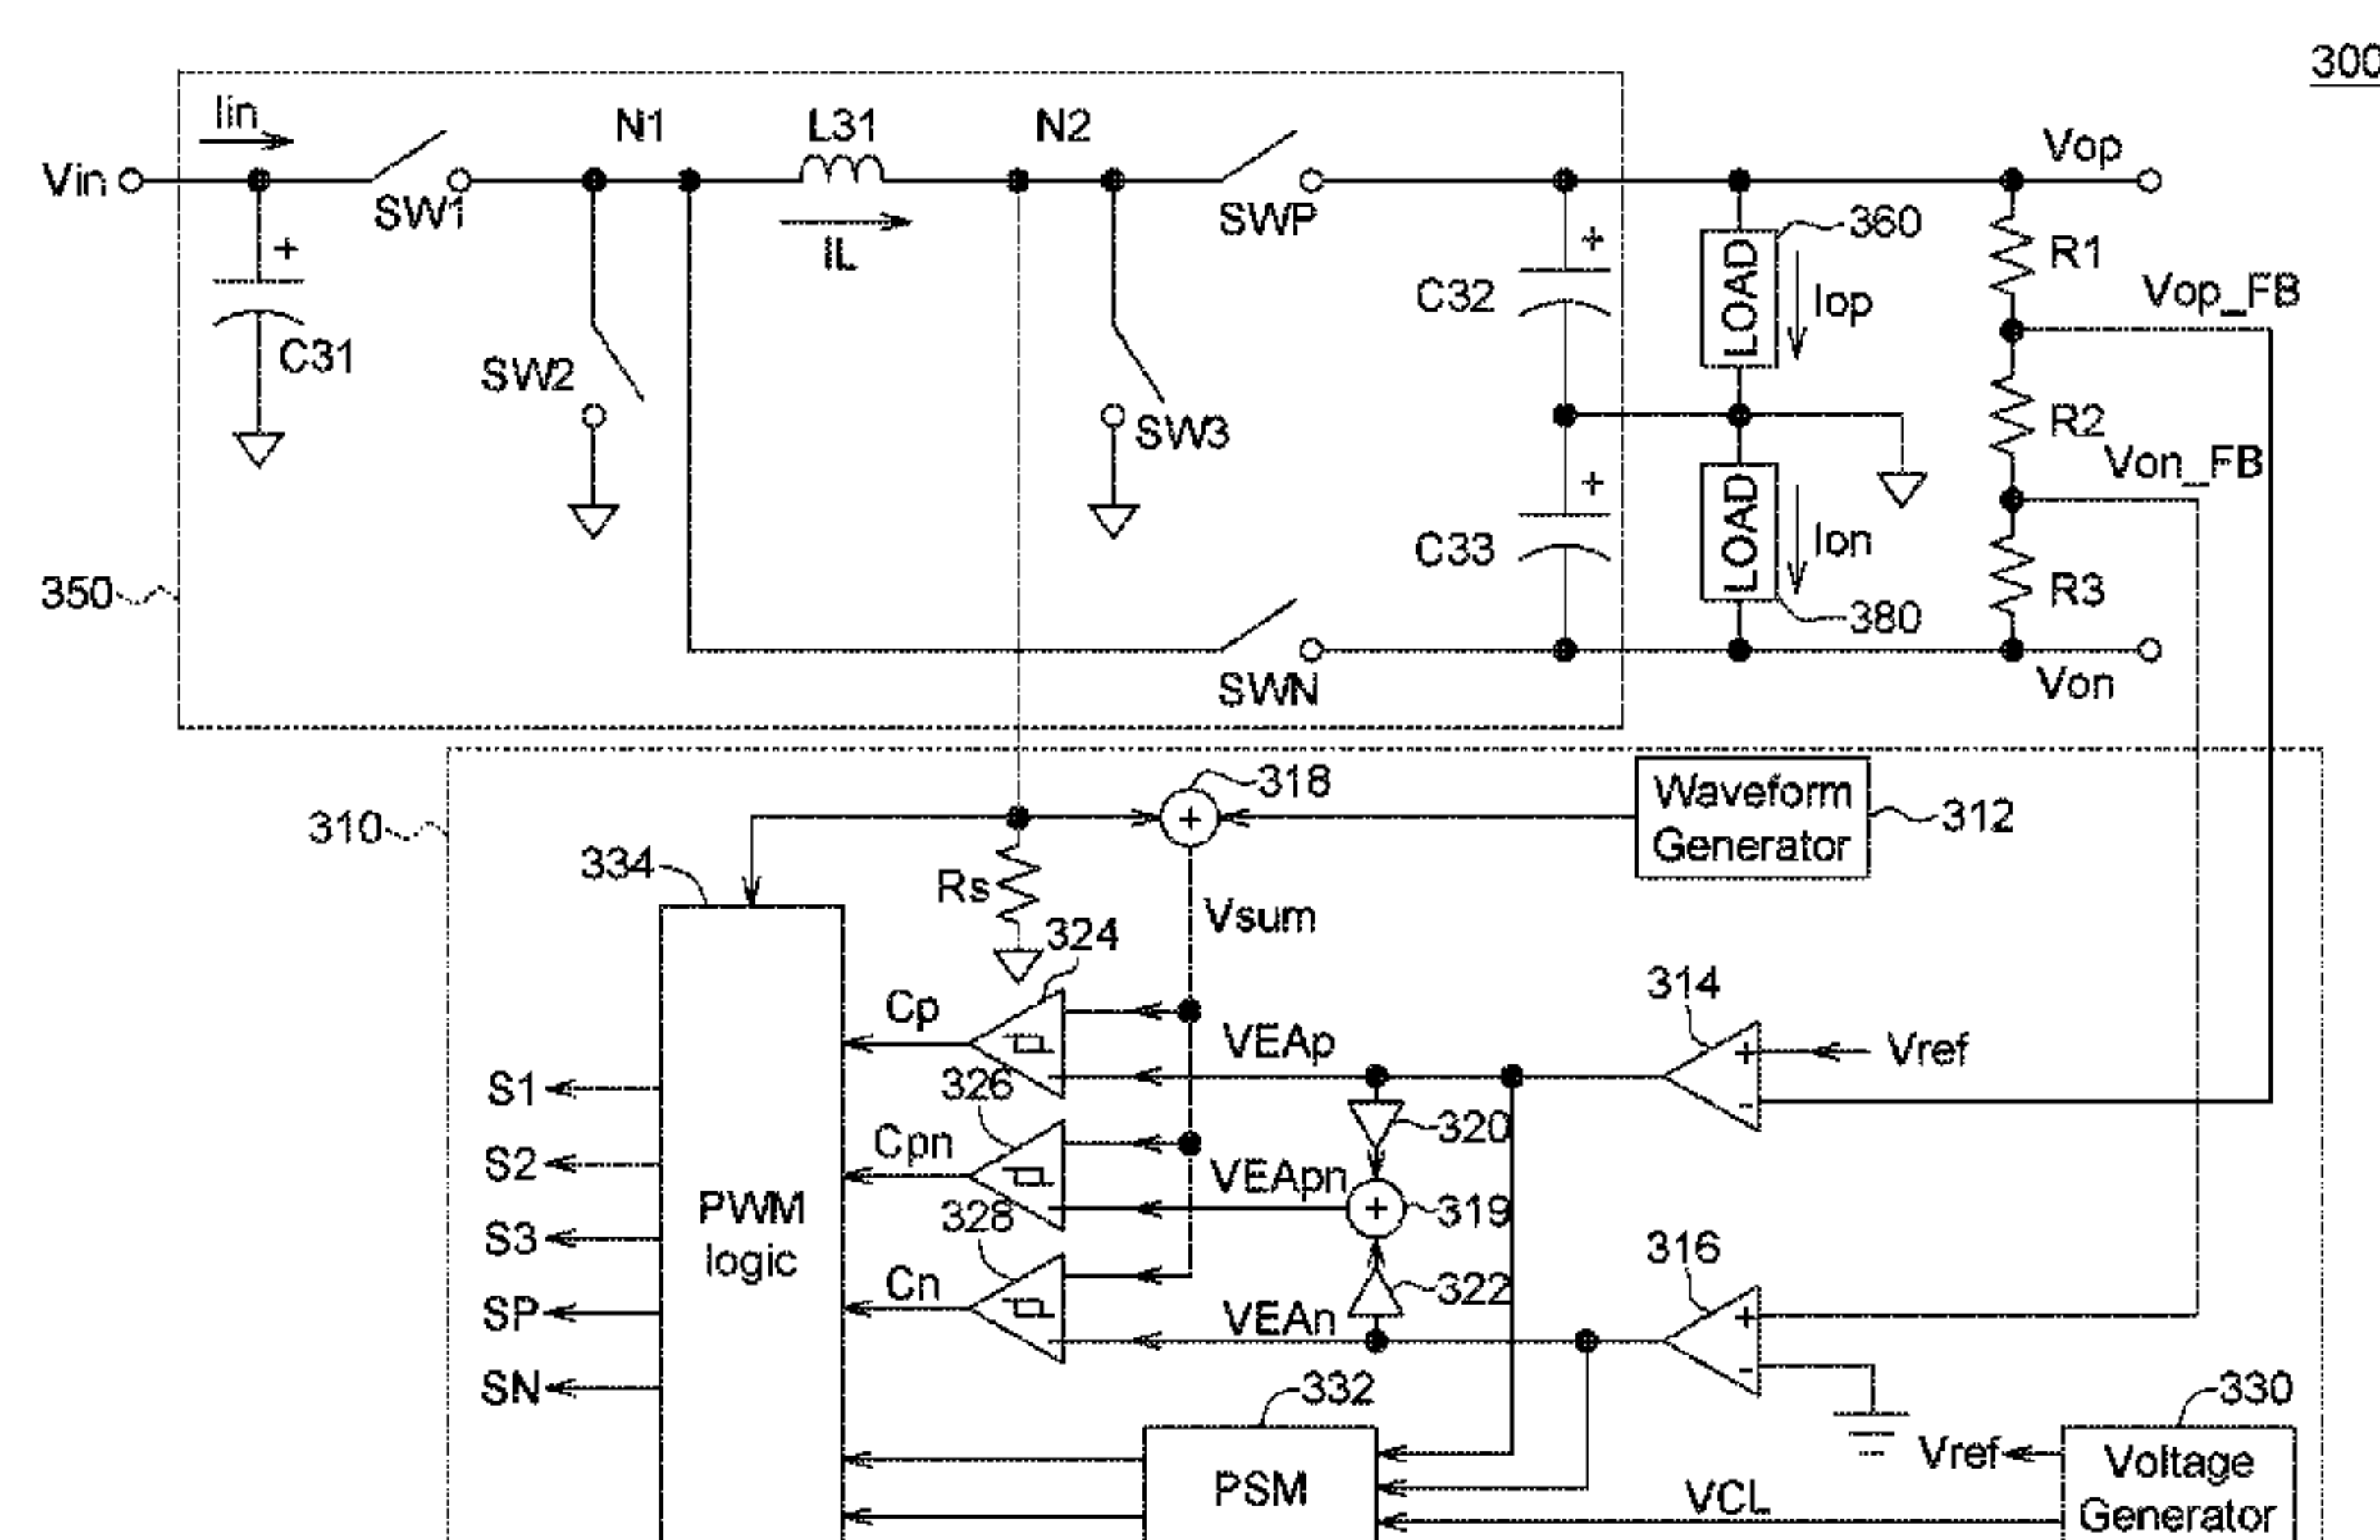 300
Iin
N1
L31
N2
Vop
Vin
SW1
SWP
360
+
+
IL
LOAD
Iop
R1
Vop_FB
C32
C31
SW2
SW3
R2
Von_FB
+
C33
LOAD
Ion
R3
350
380
SWN
Von
318
Waveform
Generator
312
310
+
334
Rs
Vsum
324
314
Cp
VEAp
+
Vref
-
S1
326
320
Cpn
S2
VEApn
PWM
logic
328
+
319
S3
316
Cn
322
SP
VEAn
+
-
SN
332
330
Vref
Voltage
Generator
PSM
VCL